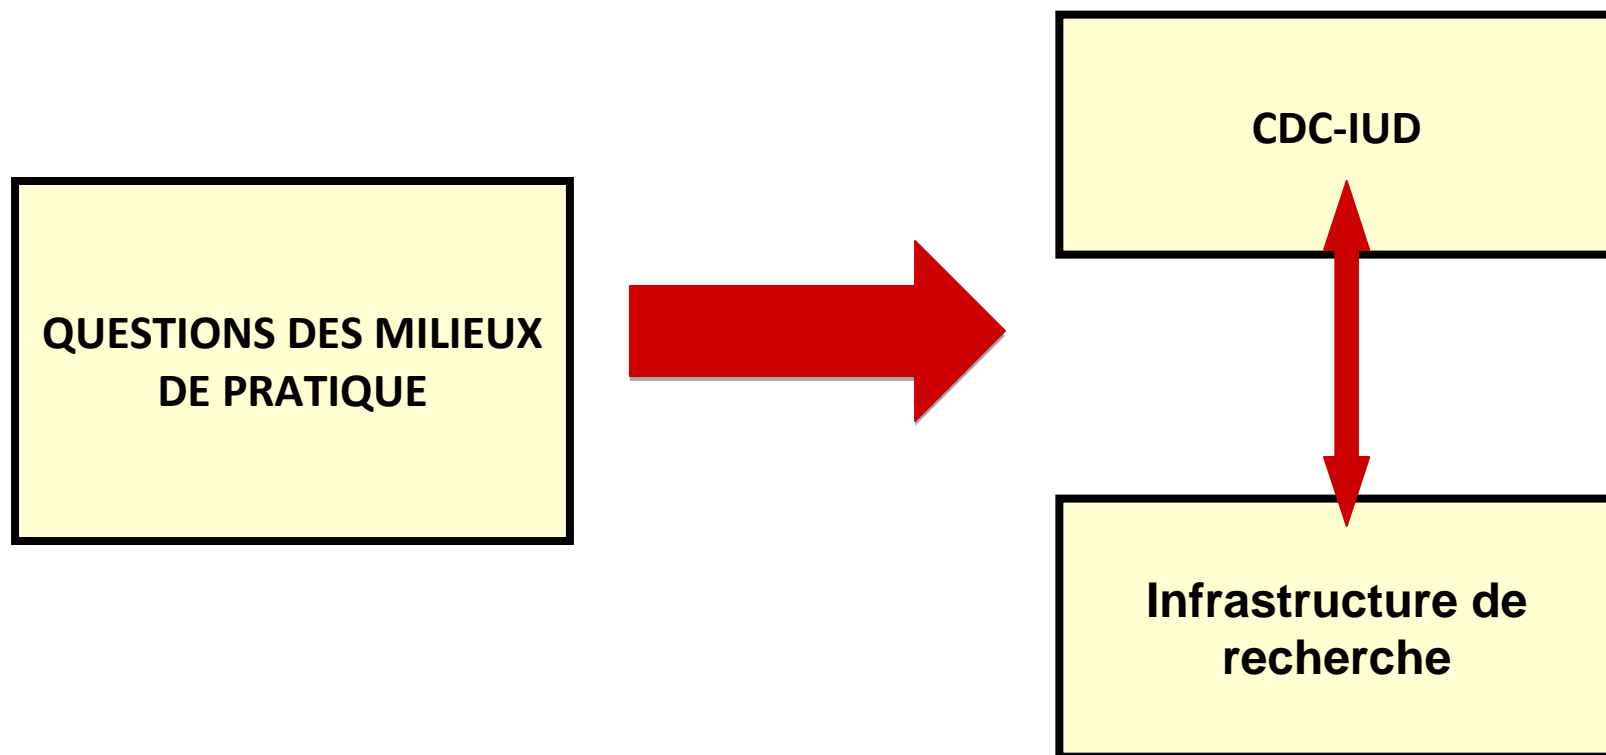 QUESTIONS DES MILIEUX
DE PRATIQUE
CDC-IUD
Infrastructure de
recherche